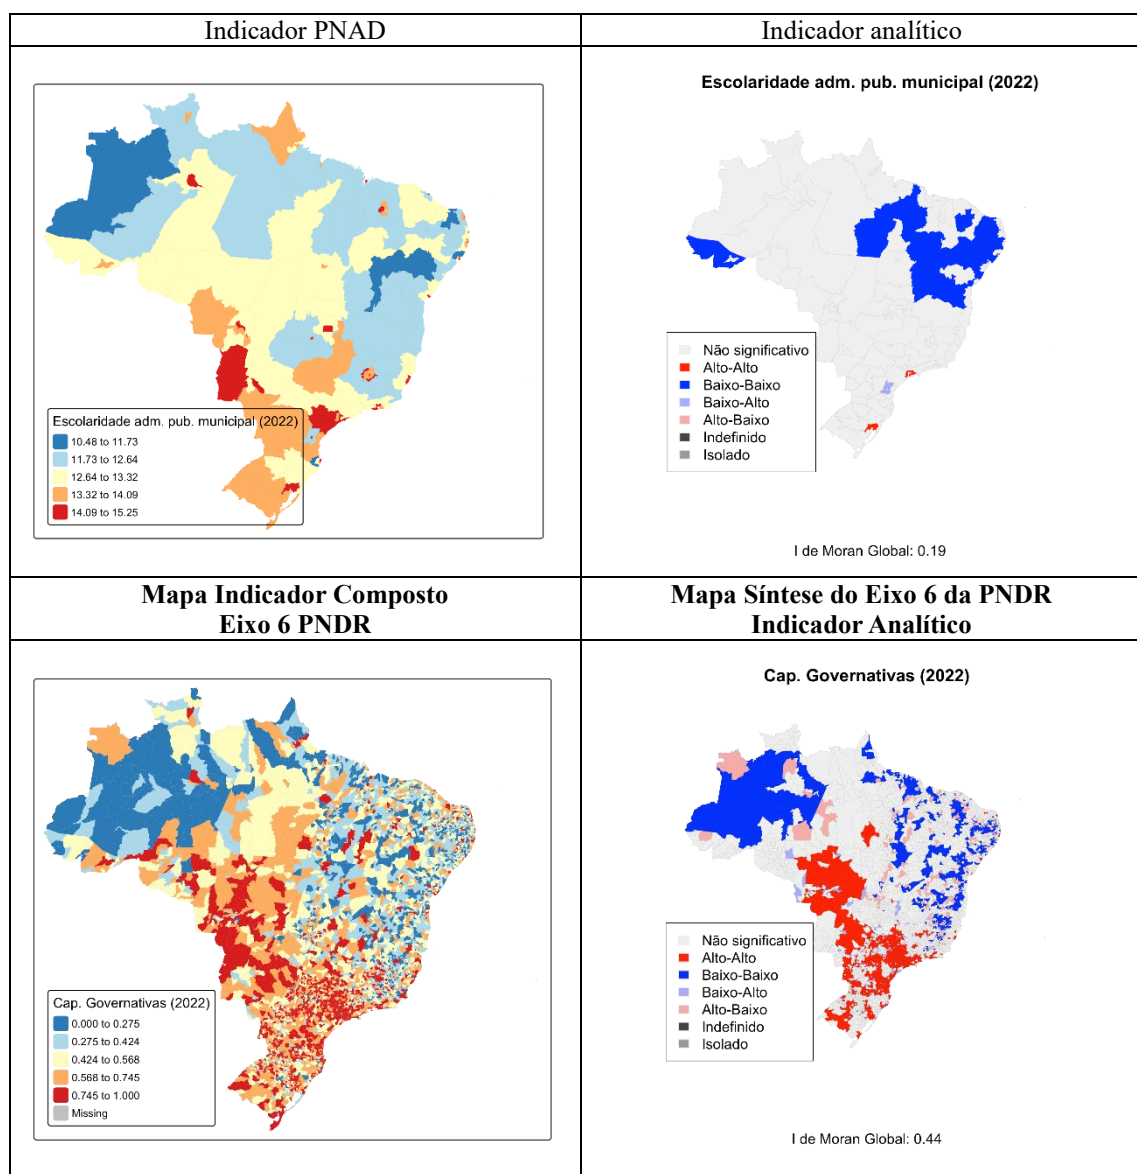 Indicador PNAD
Indicador analítico
Escolaridade adm. pub. municipal (2022)
10.48 to 11.73
11.73 to 12.64
12.64 to 13.32
13.32 to 14.09
14.09 to 15.25
Escolaridade adm. pub. municipal (2022)
Não significativo
Alto-Alto
Baixo-Baixo
Baixo-Alto
Alto-Baixo
Indefinido
Isolado
I de Moran Global: 0.19
Mapa Indicador Composto
Eixo 6 PNDR
Mapa Síntese do Eixo 6 da PNDR
Indicador Analítico
Cap. Governativas (2022)
0.000 to 0.275
0.275 to 0.424
0.424 to 0.568
0.568 to 0.745
0.745 to 1.000
Missing
Cap. Governativas (2022)
Não significativo
Alto-Alto
Baixo-Baixo
Baixo-Alto
Alto-Baixo
Indefinido
Isolado
I de Moran Global: 0.44